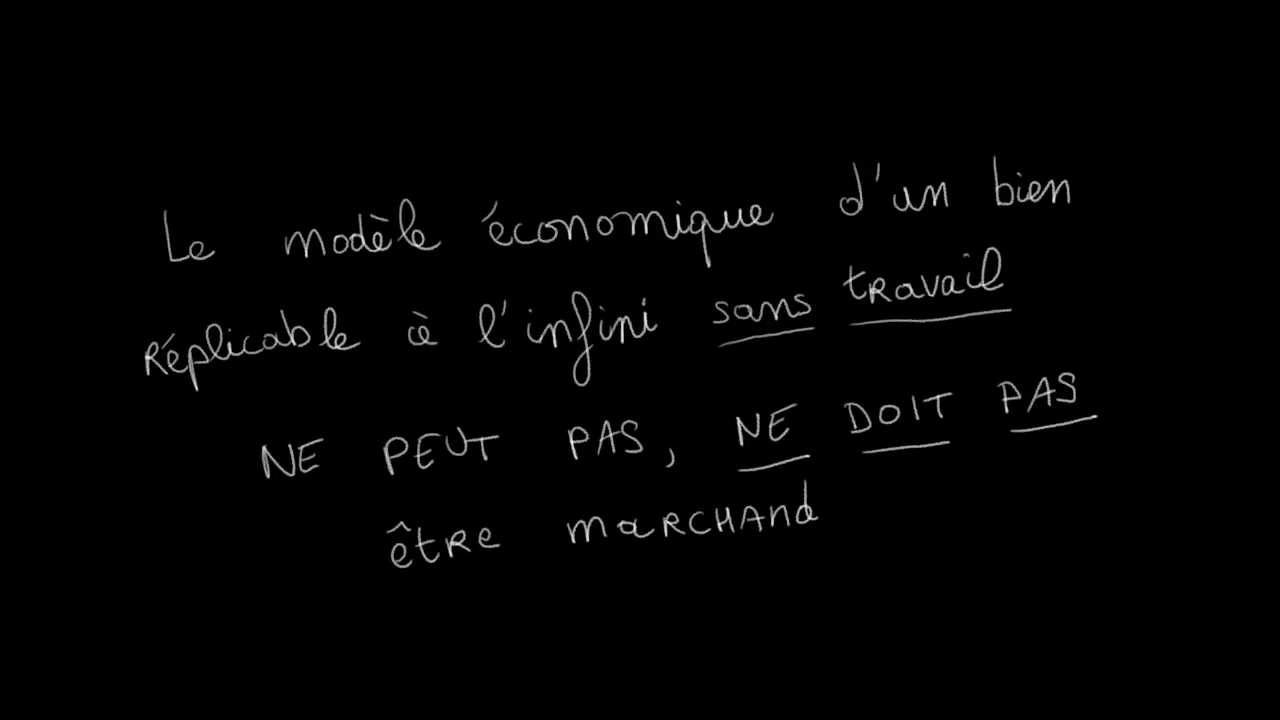 Le modèle économique d'un bien
réplicable à l'infini sans travail
NE PEUT PAS, NE DOIT PAS
être marchand